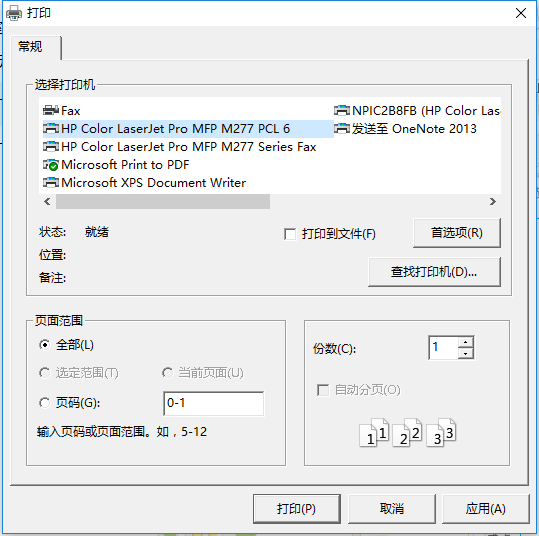 打印
常规
选择打印机
Fax
HP Color LaserJet Pro MFP M277 PCL 6
HP Color LaserJet Pro MFP M277 Series Fax
Microsoft Print to PDF
Microsoft XPS Document Writer
NPIC2B8FB (HP Color Las
发送至 OneNote 2013
状态: 就绪
位置:
备注:
打印到文件(F)
首选项(R)
查找打印机(D)...
页面范围
全部(L)
选定范围(T) 当前页面(U)
页码(G): 0-1
输入页码或页面范围。如，5-12
份数(C): 1
自动分页(O)
1 1 2 2 3 3
打印(P) 取消 应用(A)